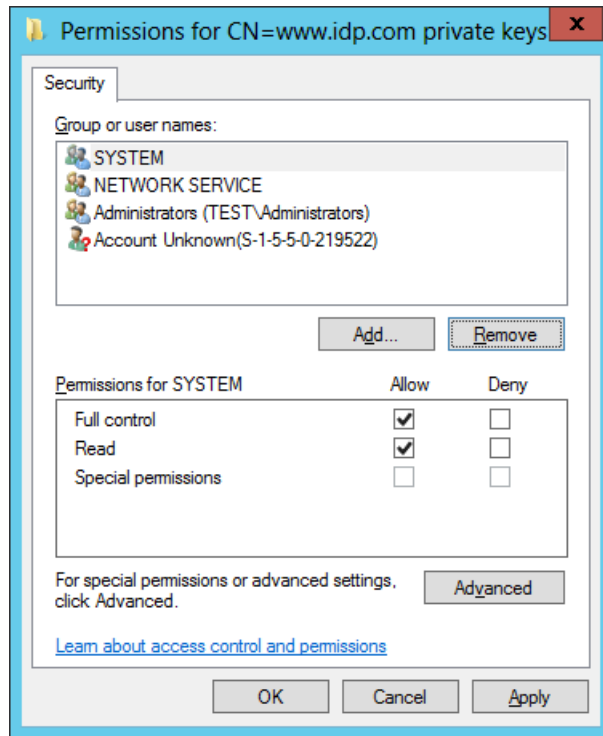 Permissions for CN=www.idp.com private keys
x
Security
Group or user names:
SYSTEM
NETWORK SERVICE
Administrators (TEST\Administrators)
Account Unknown(S-1-5-5-0-219522)
Add... Remove
Permissions for SYSTEM Allow Deny
Full control
Read
Special permissions
For special permissions or advanced settings, Advanced
click Advanced.
Learn about access control and permissions
OK Cancel Apply